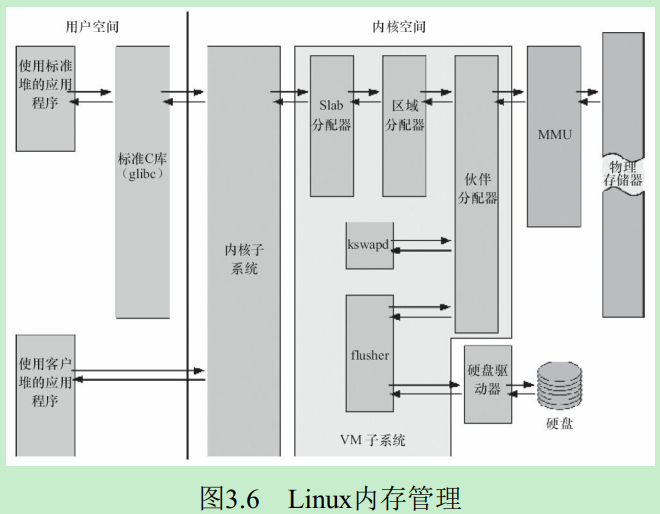 用户空间
内核空间
使用标准
堆的应用
程序
标准C库
（glibc）
内核子
系统
Slab
分配器
区域
分配器
伙伴
分配器
MMU
物理
存储器
kswapd
flusher
使用客户
堆的应用
程序
硬盘驱
动器
硬盘
VM 子系统
图3.6 Linux内存管理